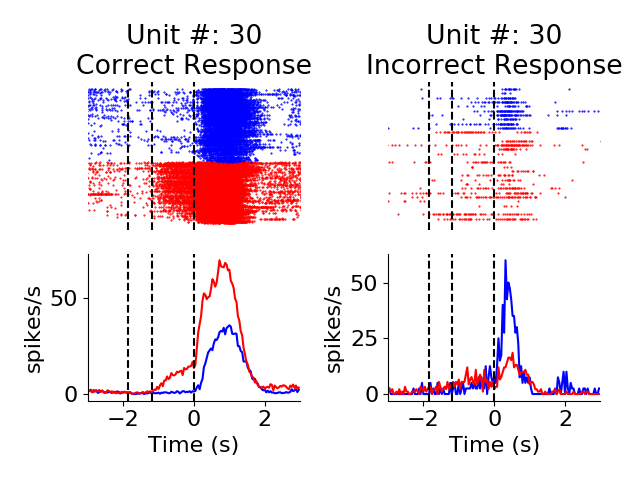 Unit #: 30
Correct Response
Unit #: 30
Incorrect Response
spikes/s
50
0
−2
0
2
Time (s)
spikes/s
50
25
0
−2
0
2
Time (s)